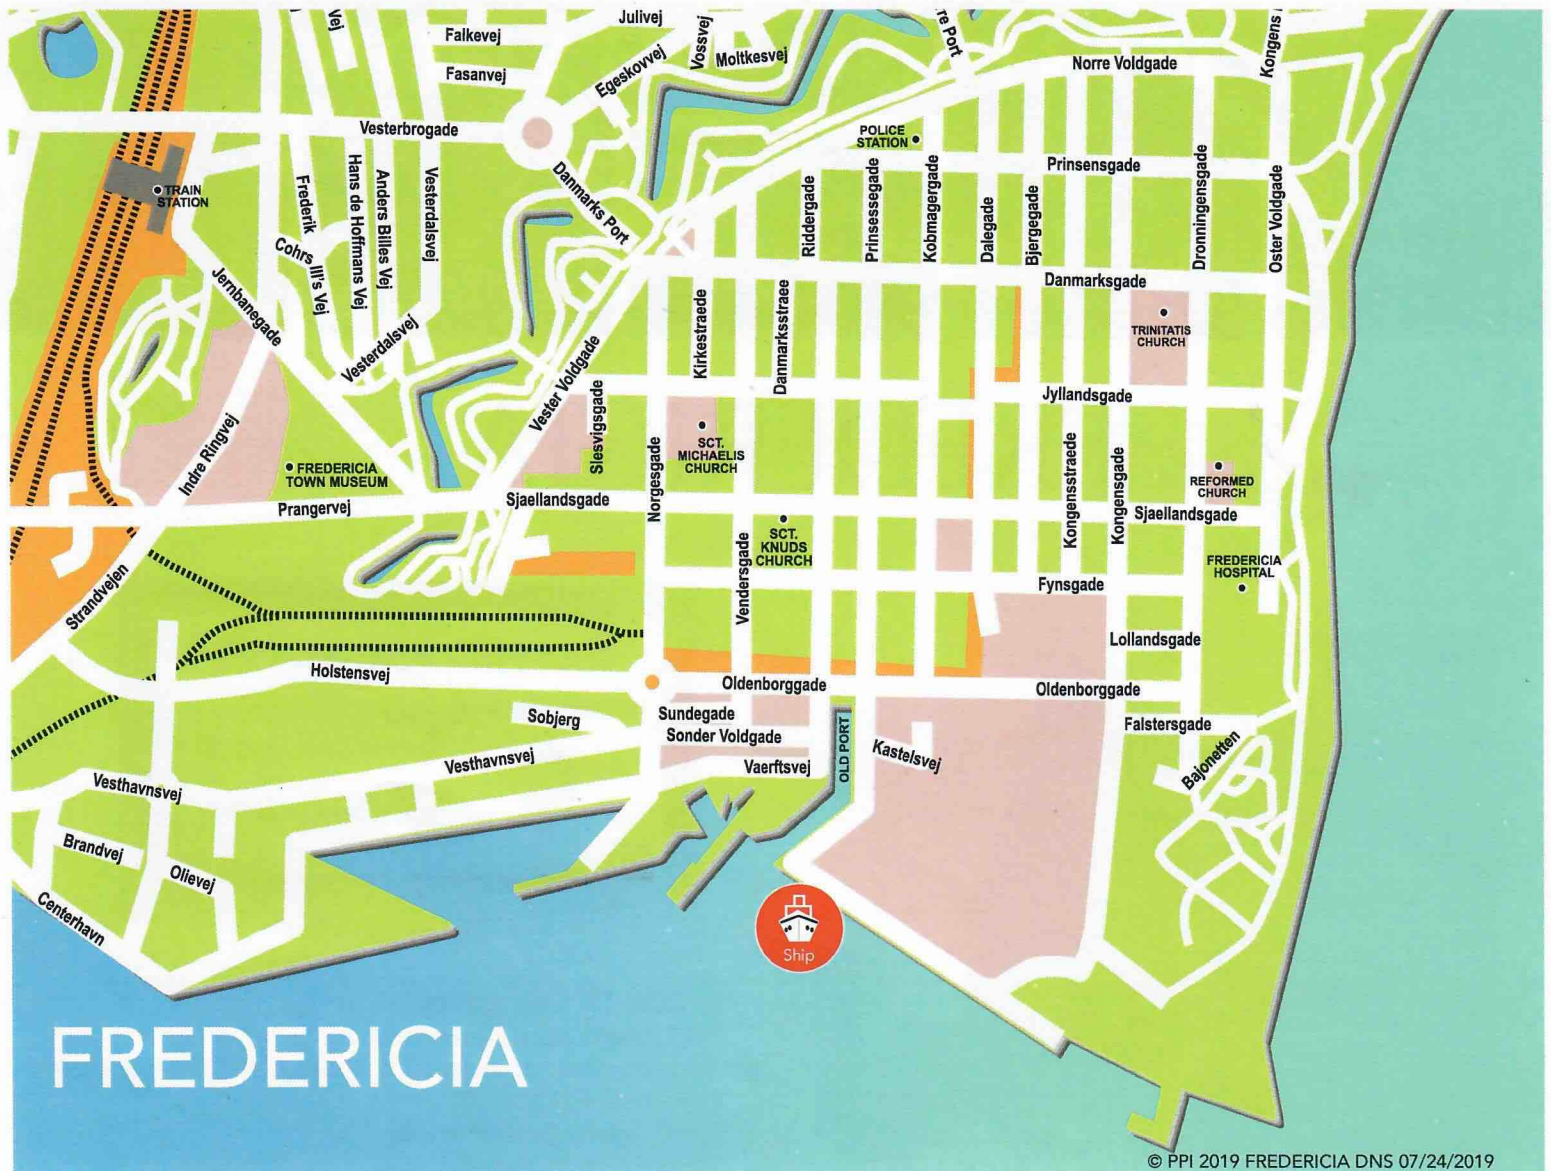 Julivej
vej
Falkevej
Vossvej
Moltkesvej
re Port
Kongens
Norre Voldgade
Fasanvej
Egeskovvej
Vesterbrogade
POLICE
STATION
Prinsensgade
TRAIN
STATION
Frederik
Hans de Hoffmans Vej
Anders Billes Vej
Vesterdalsvej
Danmarks Port
Riddergade
Prinsessegade
Kobmagergade
Dalegade
Bjergegade
Dronningensgade
Oster Voldgade
Cohrs III's Vej
Jernbanegade
Danmarksgade
Kirkestraede
Danmarksstraee
TRINITATIS
CHURCH
Vesterdalsvej
Vester Voldgade
Jyllandsgade
Slesvigsgade
Indre Ringvej
SCT.
MICHAELIS
CHURCH
Norgesgade
Kongensstraede
Kongensgade
FREDERICIA
TOWN MUSEUM
REFORMED
CHURCH
Prangervej
Sjaellandsgade
Sjaellandsgade
SCT.
KNUDS
CHURCH
Vendersgade
FREDERICIA
HOSPITAL
Strandvejen
Fynsgade
Lollandsgade
Holstensvej
Oldenborggade
Oldenborggade
Sobjerg
Sundegade
Falstersgade
Sonder Voldgade
OLD PORT
Kastelsvej
Vesthavnsvej
Vaerftsvej
Bajonetten
Vesthavnsvej
Brandvej
Olievej
Centerhavn
Ship
FREDERICIA
© PPI 2019 FREDERICIA DNS 07/24/2019